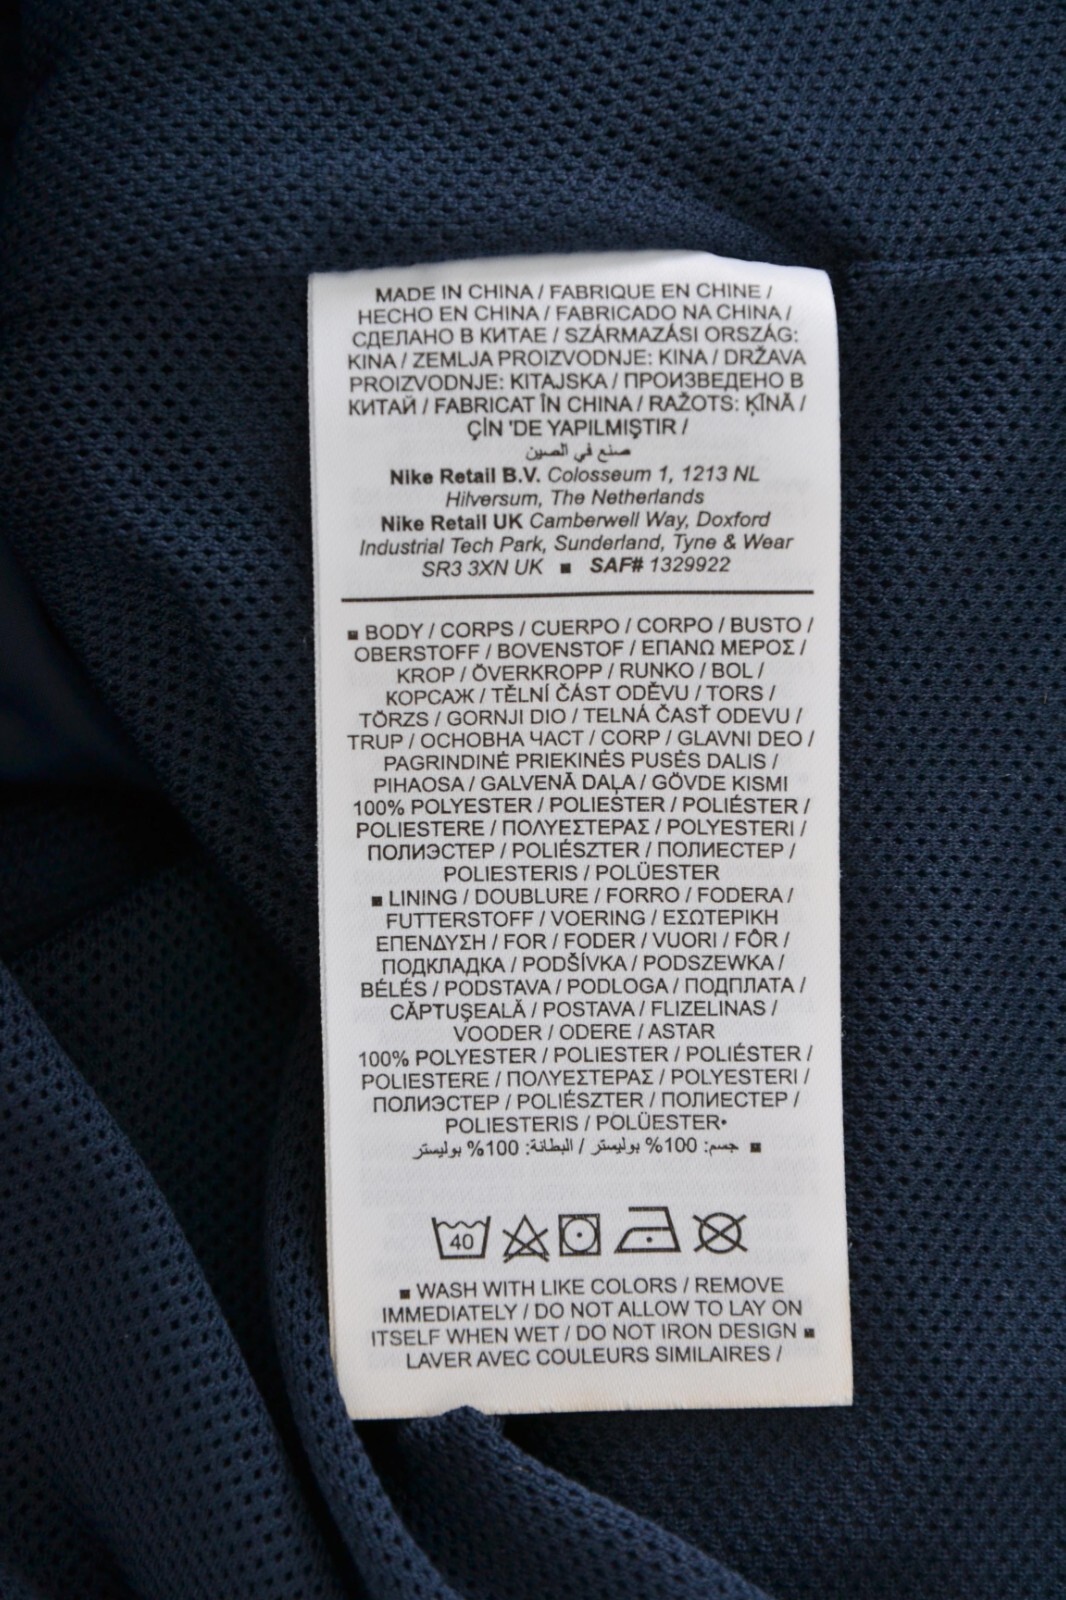 MADE IN CHINA / FABRIQUE EN CHINE /
HECHO EN CHINA / FABRICADO NA CHINA /
СДЕЛАНО В КИТАЕ / SZÁRMAZÁSI ORSZÁG:
KINA / ZEMLJA PROIZVODNJE: KINA / DRŽAVA
PROIZVODNJE: KITAJSKA / ПРОИЗВЕДЕНО В
КИТАЙ / FABRICAT ÎN CHINA / RAŽOTS: ĶĪNĀ /
ÇİN 'DE YAPILMIŞTIR /
صنع في الصين
Nike Retail B.V. Colosseum 1, 1213 NL
Hilversum, The Netherlands
Nike Retail UK Camberwell Way, Doxford
Industrial Tech Park, Sunderland, Tyne & Wear
SR3 3XN UK ■ SAF# 1329922
■ BODY / CORPS / CUERPO / CORPO / BUSTO /
OBERSTOFF / BOVENSTOF / ΕΠΑΝΩ ΜΕΡΟΣ /
KROP / ÖVERKROPP / RUNKO / BOL /
КОРСАЖ / TĚLNÍ ČÁST ODĚVU / TORS /
TÖRZS / GORNJI DIO / TELNÁ ČASŤ ODEVU /
TRUP / ОСНОВНА ЧАСТ / CORP / GLAVNI DEO /
PAGRINDINĖ PRIEKINĖS PUSĖS DALIS /
PIHAOSA / GALVENĀ DAĻA / GÖVDE KISMI
100% POLYESTER / POLIESTER / POLIÉSTER /
POLIESTERE / ΠΟΛΥΕΣΤΕΡΑΣ / POLYESTERI /
ПОЛИЭСТЕР / POLIÉSZTER / ПОЛИЕСТЕР /
POLIESTERIS / POLÜESTER
■ LINING / DOUBLURE / FORRO / FODERA /
FUTTERSTOFF / VOERING / ΕΣΩΤΕΡΙΚΗ
ΕΠΕΝΔΥΣΗ / FOR / FODER / VUORI / FÔR /
ПОДКЛАДКА / PODŠÍVKA / PODSZEWKA /
BÉLÉS / PODSTAVA / PODLOGA / ПОДПЛАТА /
CĂPTUŞEALĂ / POSTAVA / FLIZELINAS /
VOODER / ODERE / ASTAR
100% POLYESTER / POLIESTER / POLIÉSTER /
POLIESTERE / ΠΟΛΥΕΣΤΕΡΑΣ / POLYESTERI /
ПОЛИЭСТЕР / POLIÉSZTER / ПОЛИЕСТЕР /
POLIESTERIS / POLÜESTER•
■ جسم: 100% بوليستر / البطانة: 100% بوليستر
40
■ WASH WITH LIKE COLORS / REMOVE
IMMEDIATELY / DO NOT ALLOW TO LAY ON
ITSELF WHEN WET / DO NOT IRON DESIGN ■
LAVER AVEC COULEURS SIMILAIRES /